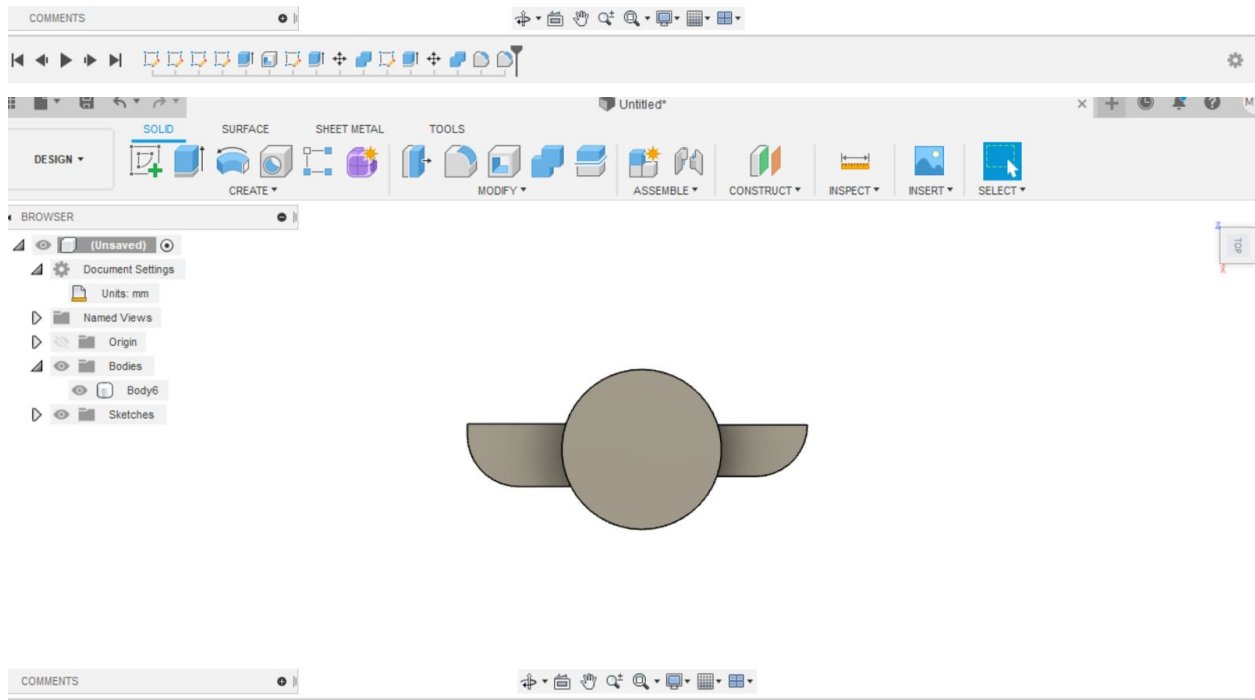 COMMENTS
Untitled*
M
SOLID SURFACE SHEET METAL TOOLS
DESIGN
CREATE MODIFY ASSEMBLE CONSTRUCT INSPECT INSERT SELECT
BROWSER
(Unsaved)
Document Settings
Units: mm
Named Views
Origin
Bodies
Body6
Sketches
Z
TOP
X
COMMENTS